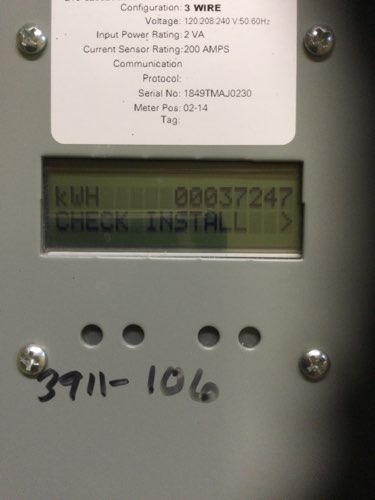 Configuration: 3 WIRE
Voltage: 120:208:240 V:50:60Hz
Input Power Rating: 2 VA
Current Sensor Rating: 200 AMPS
Communication
Protocol:
Serial No: 1849TMAJ0230
Meter Pos: 02-14
Tag:
kWH 00037247
CHECK INSTALL >
3911-106